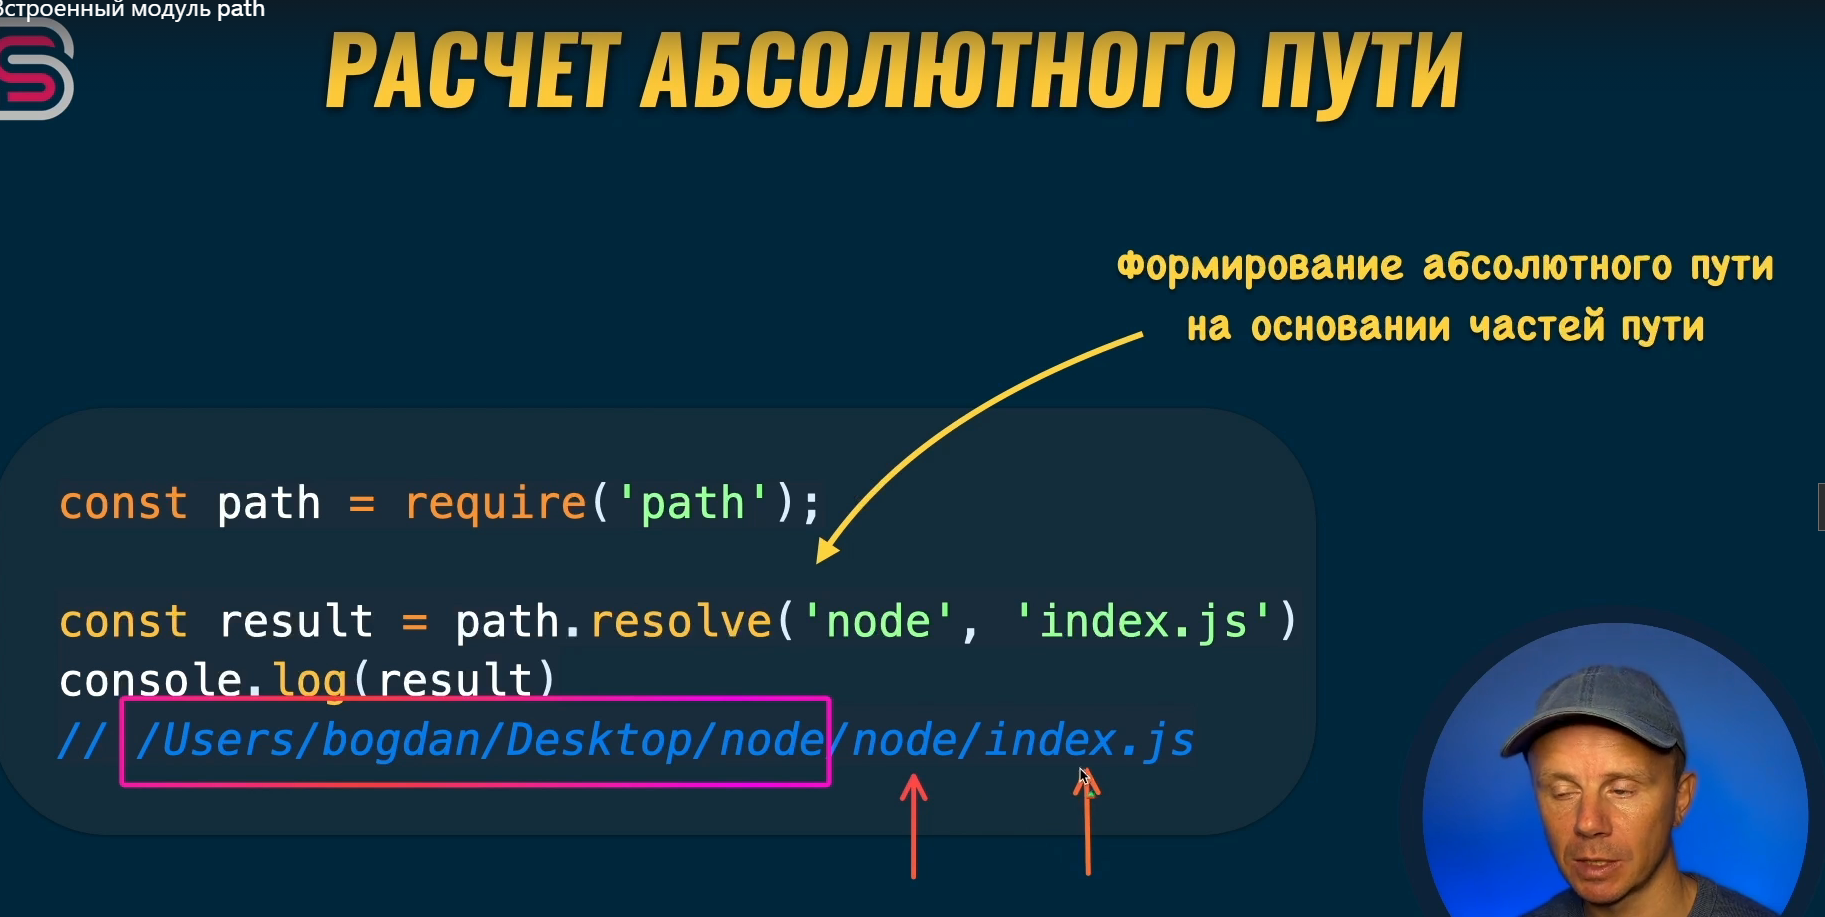 Встроенный модуль path
РАСЧЕТ АБСОЛЮТНОГО ПУТИ
Формирование абсолютного пути
на основании частей пути
const path = require('path');
const result = path.resolve('node', 'index.js')
console.log(result)
// /Users/bogdan/Desktop/node/node/index.js